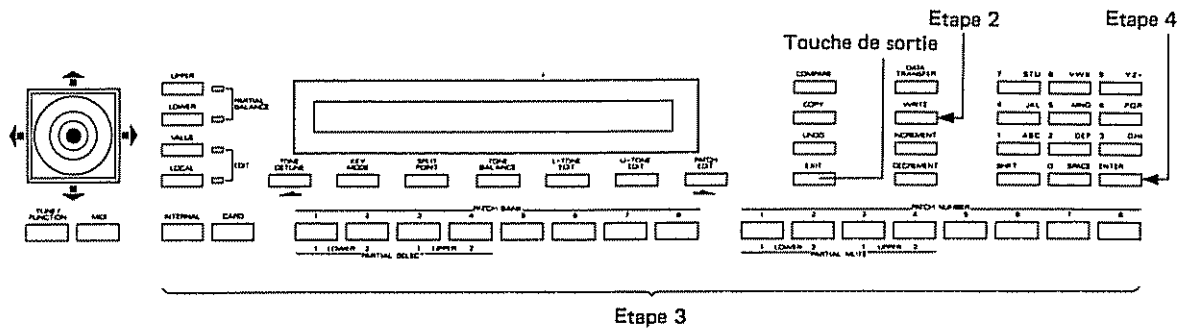 Etape 2
Etape 4
Touche de sortie
UPPER
LOWER
PARTIAL BALANCE
VALUE
EDIT
LOCAL
COMPARE
DATA TRANSFER
COPY
WRITE
UNDO
INCREMENT
EXIT
DECREMENT
7 STU 8 VWX 9 YZ-
4 JKL 5 MNO 6 PQR
1 ABC 2 DEF 3 GHI
SHIFT 0 SPACE ENTER
TONE DETUNE
KEY MODE
SPLIT POINT
TONE BALANCE
L-TONE EDIT
U-TONE EDIT
PATCH EDIT
TUNE/ FUNCTION
MIDI
INTERNAL
CARD
PATCH BANK
1 2 3 4 5 6 7 8
1 LOWER 2 1 UPPER 2
PATCH NUMBER
1 2 3 4 5 6 7 8
1 LOWER 2 1 UPPER 2
PARTIAL MUTE
Etape 3